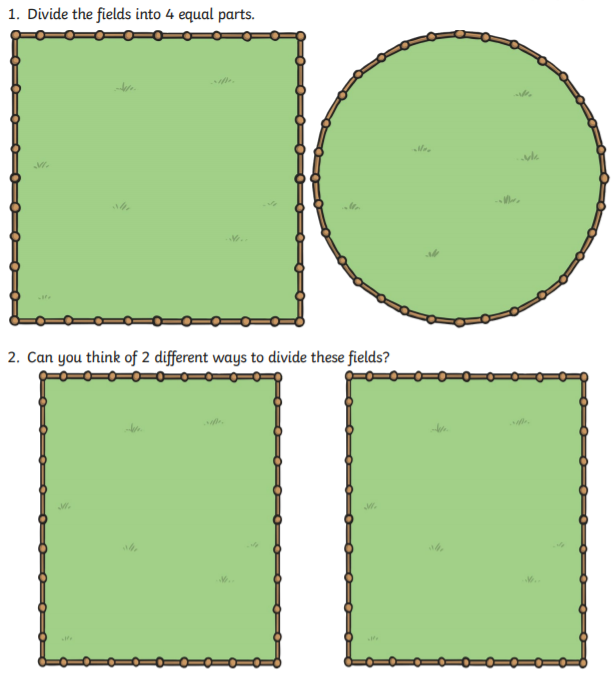 1. Divide the fields into 4 equal parts.
2. Can you think of 2 different ways to divide these fields?